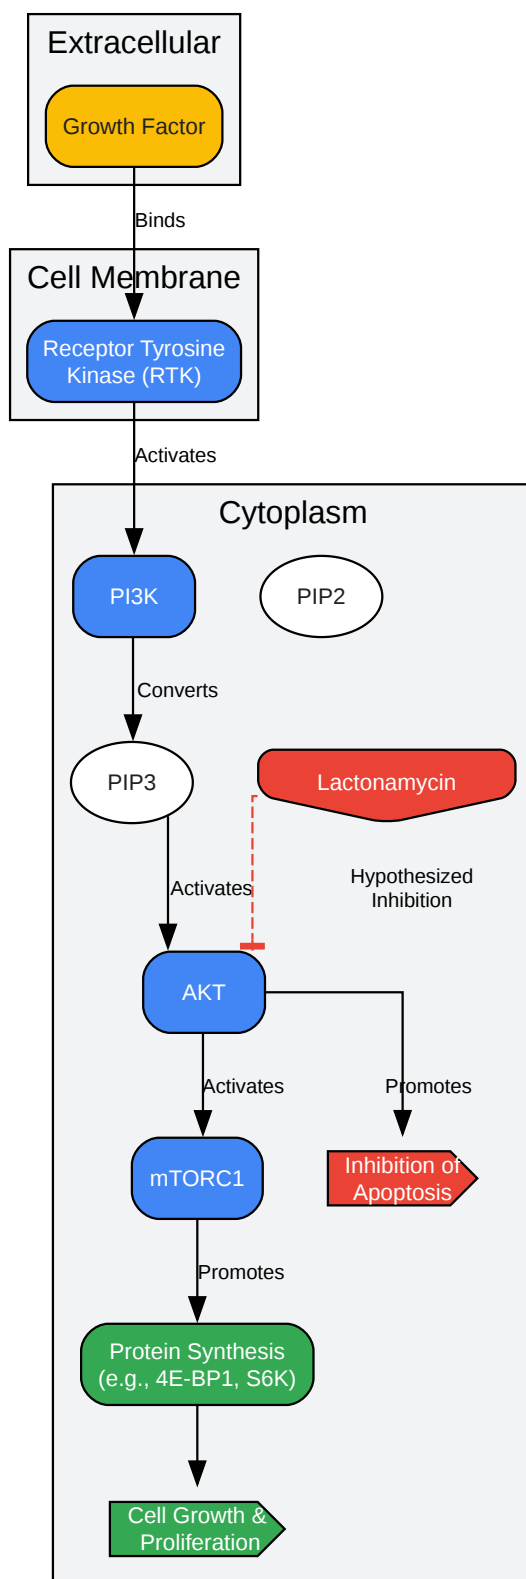 Extracellular
Growth Factor
Binds
Cell Membrane
Receptor Tyrosine
Kinase (RTK)
Activates
Cytoplasm
PI3K
PIP2
Converts
PIP3
Lactonamycin
Activates
Hypothesized
Inhibition
AKT
Activates
Promotes
mTORC1
Inhibition of
Apoptosis
Promotes
Protein Synthesis
(e.g., 4E-BP1, S6K)
Cell Growth &
Proliferation